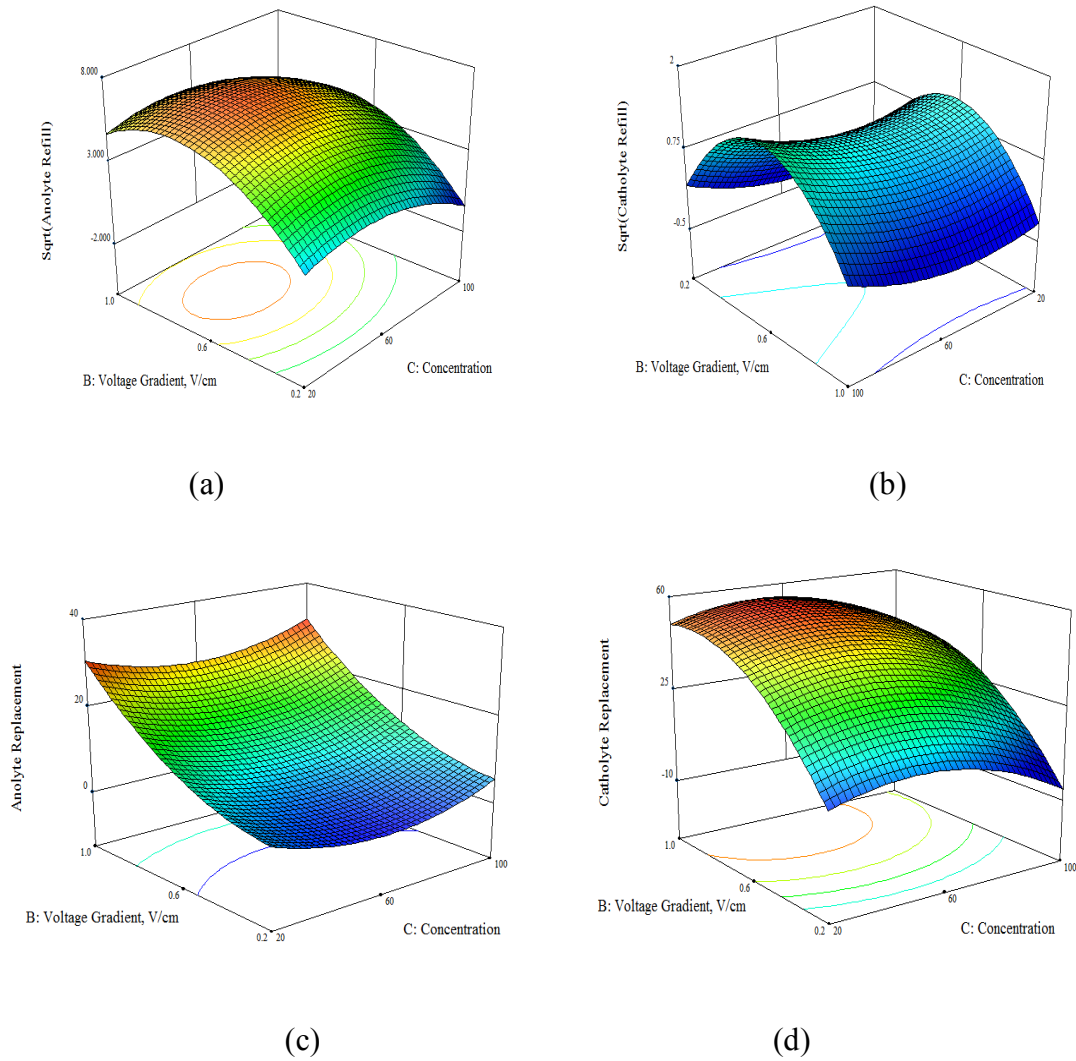 8.000
3.000
-2.000
Sqrt(Anolyte Refill)
1.0
0.6
0.2
20
60
100
B: Voltage Gradient, V/cm
C: Concentration
(a)
2
0.75
-0.5
Sqrt(Catholyte Refill)
0.2
0.6
1.0
100
60
20
B: Voltage Gradient, V/cm
C: Concentration
(b)
40
20
0
Anolyte Replacement
1.0
0.6
0.2
20
60
100
B: Voltage Gradient, V/cm
C: Concentration
(c)
60
25
-10
Catholyte Replacement
1.0
0.6
0.2
20
60
100
B: Voltage Gradient, V/cm
C: Concentration
(d)